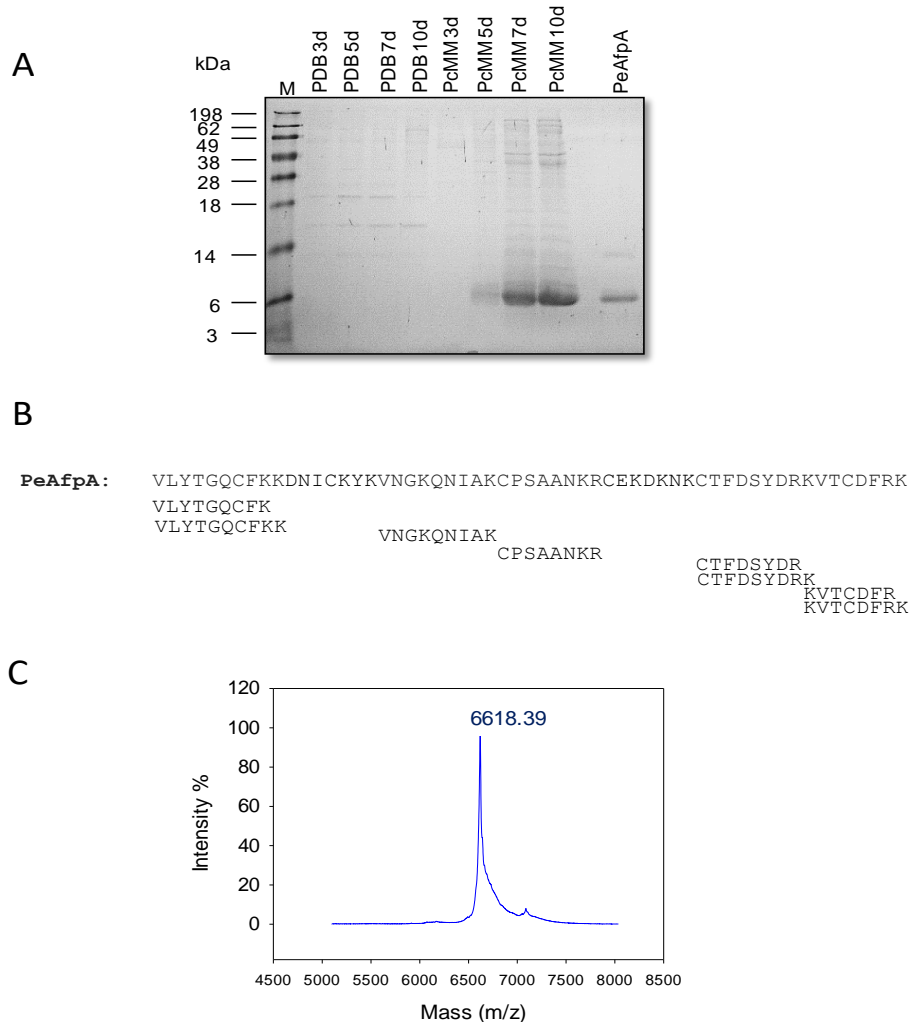 A
kDa
M
PDB3d
PDB5d
PDB7d
PDB10d
PcMM3d
PcMM5d
PcMM7d
PcMM10d
PeAfpA
198
62
49
38
28
18
14
6
3
B
PeAfpA: VLYTGQCFKKDNICKYKVNGKQNIAKCPSAANKRCEKDKNKCTFDSYDRKVTCDFRK
VLYTGQCFK
VLYTGQCFKK
VNGKQNIAK
CPSAANKR
CTFDSYDR
CTFDSYDRK
KVTCDFR
KVTCDFRK
C
120
100
80
60
40
20
0
Intensity %
6618.39
4500 5000 5500 6000 6500 7000 7500 8000 8500
Mass (m/z)